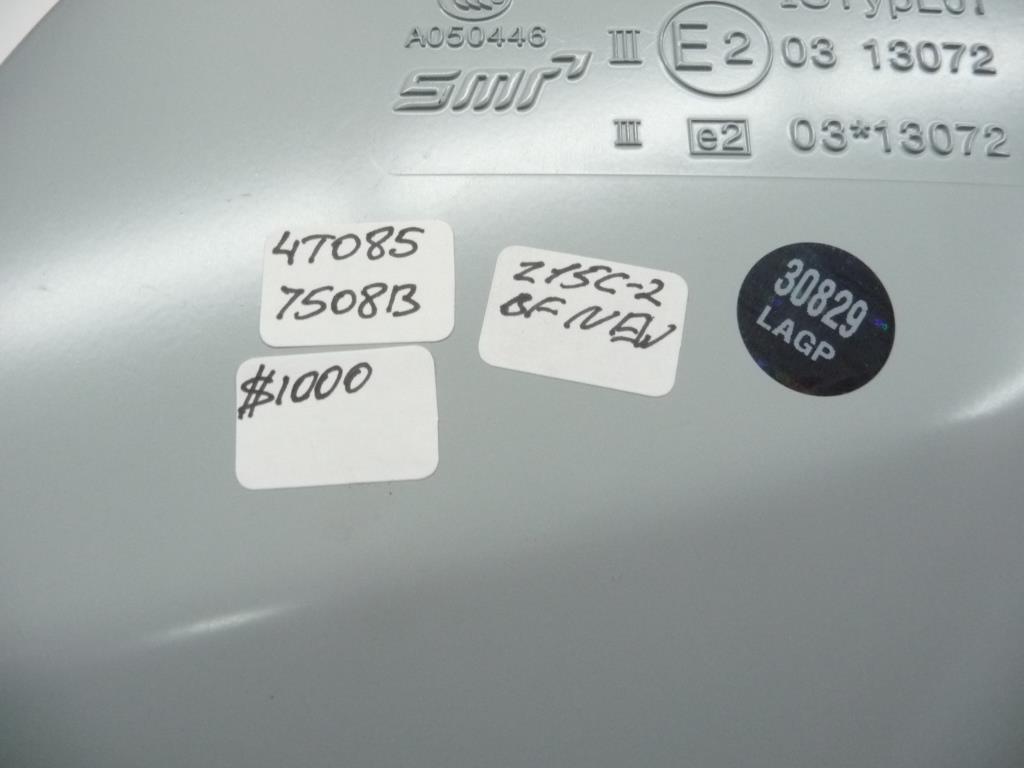 A050446
III E2 03 13072
smr
III e2 03*13072
4T085
7508B
$1000
Z15C-2
BF NEW
30829
LAGP